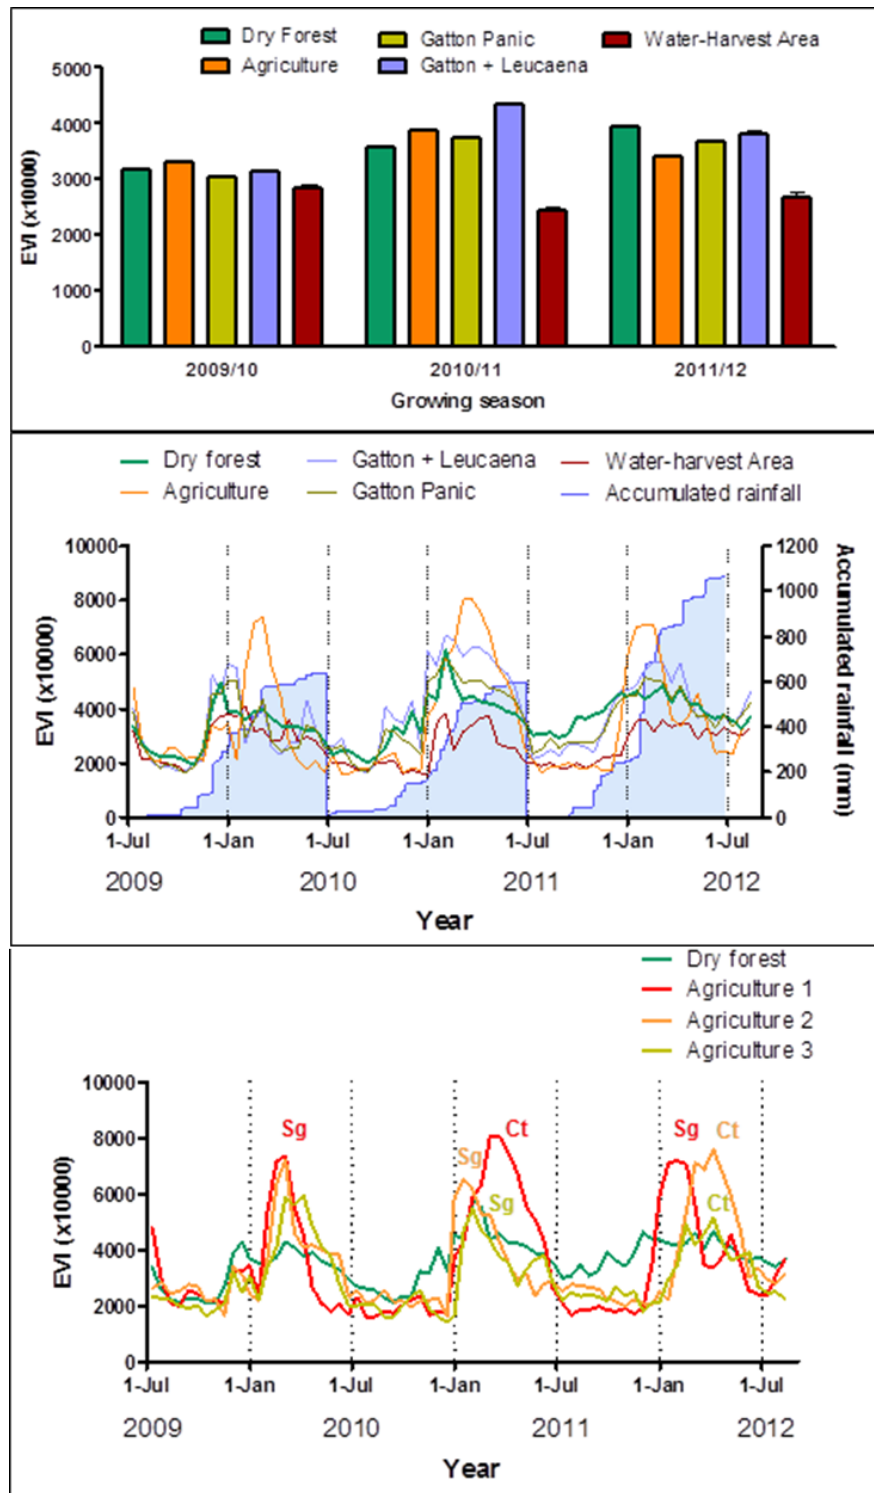 Dry Forest Gatton Panic Water-Harvest Area
Agriculture Gatton + Leucaena
EVI (x10000)
5000
4000
3000
2000
1000
0
2009/10 2010/11 2011/12
Growing season
Dry forest Gatton + Leucaena Water-harvest Area
Agriculture Gatton Panic Accumulated rainfall
EVI (x10000)
10000
8000
6000
4000
2000
0
1200
1000
800
600
400
200
0
Accumulated rainfall (mm)
1-Jul 1-Jan 1-Jul 1-Jan 1-Jul 1-Jan 1-Jul
2009 2010 2011 2012
Year
Dry forest
Agriculture 1
Agriculture 2
Agriculture 3
EVI (x10000)
10000
8000
6000
4000
2000
0
Sg Ct Sg Ct
Sg
Sg Ct
1-Jul 1-Jan 1-Jul 1-Jan 1-Jul 1-Jan 1-Jul
2009 2010 2011 2012
Year